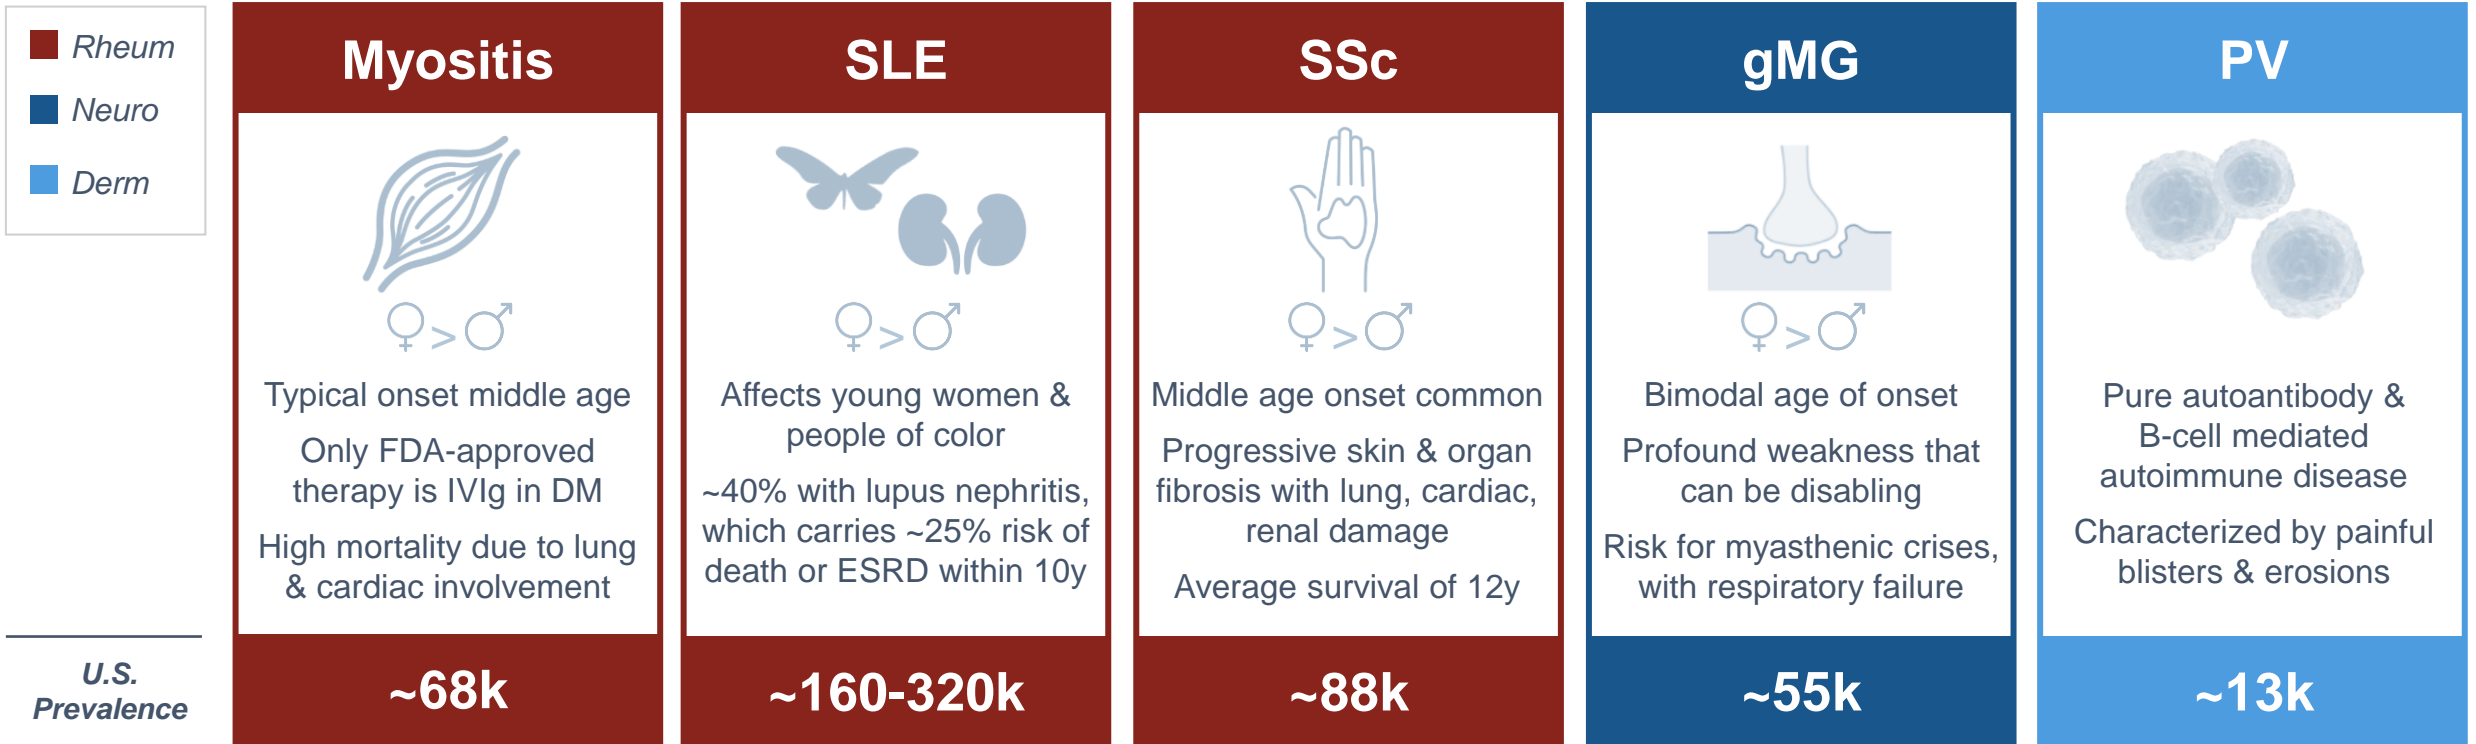 Rheum
Neuro
Derm
Myositis
Typical onset middle age
Only FDA-approved
therapy is IVIg in DM
High mortality due to lung
& cardiac involvement
~68k
SLE
Affects young women &
people of color
~40% with lupus nephritis,
which carries ~25% risk of
death or ESRD within 10y
~160-320k
SSc
Middle age onset common
Progressive skin & organ
fibrosis with lung, cardiac,
renal damage
Average survival of 12y
~88k
gMG
Bimodal age of onset
Profound weakness that
can be disabling
Risk for myasthenic crises,
with respiratory failure
~55k
PV
Pure autoantibody &
B-cell mediated
autoimmune disease
Characterized by painful
blisters & erosions
~13k
U.S.
Prevalence